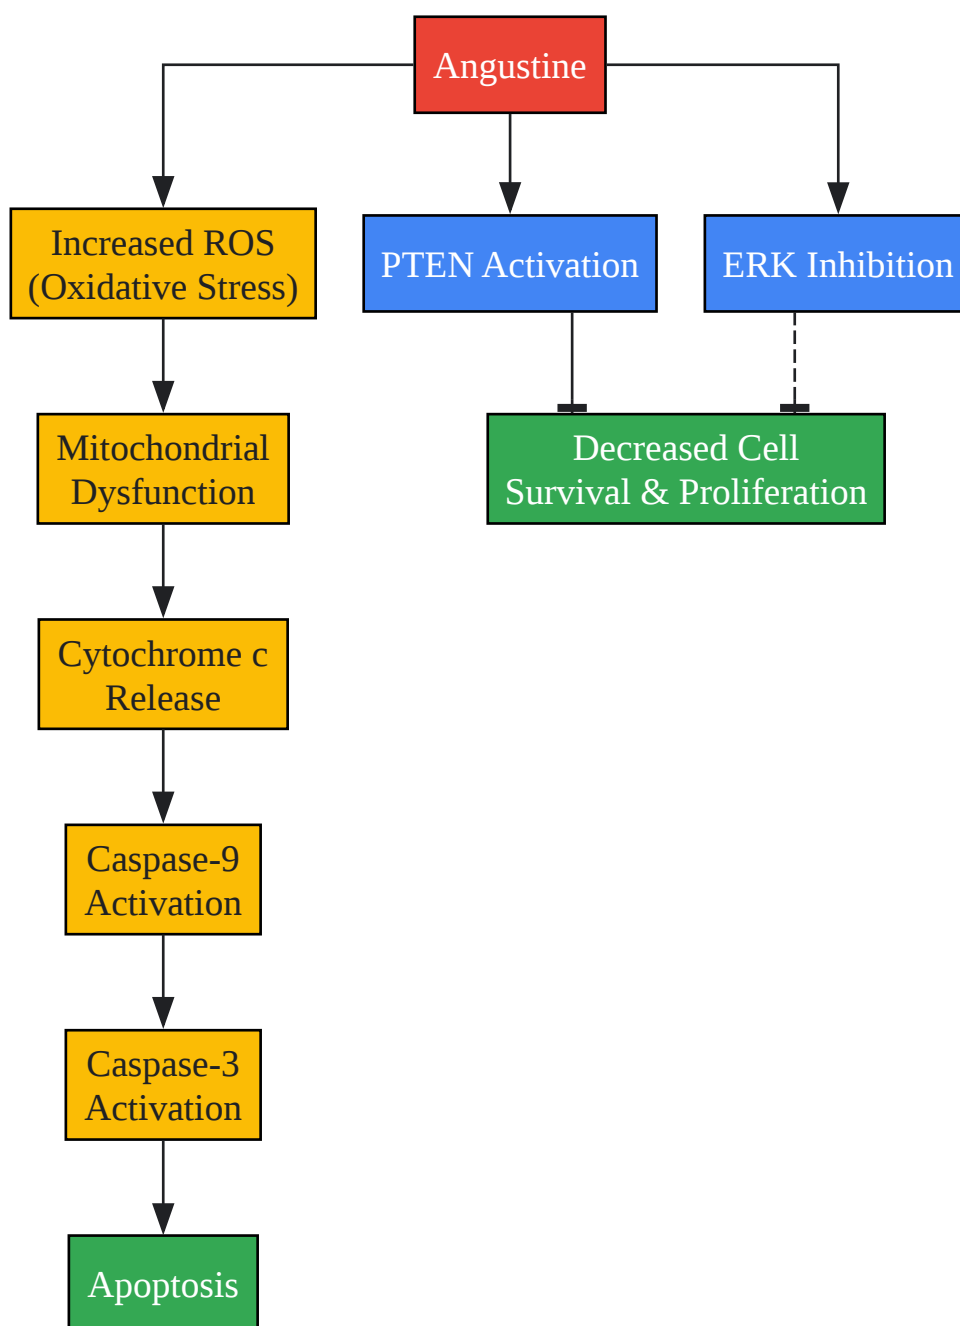 Angustine
Increased ROS
(Oxidative Stress)
PTEN Activation
ERK Inhibition
Mitochondrial
Dysfunction
Decreased Cell
Survival & Proliferation
Cytochrome c
Release
Caspase-9
Activation
Caspase-3
Activation
Apoptosis